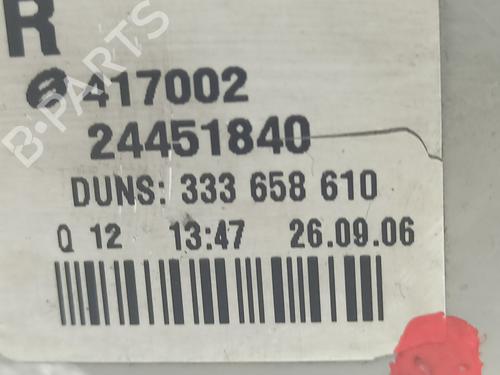 R
417002
24451840
DUNS: 333 658 610
Q 12 13:47 26.09.06
B-PARTS